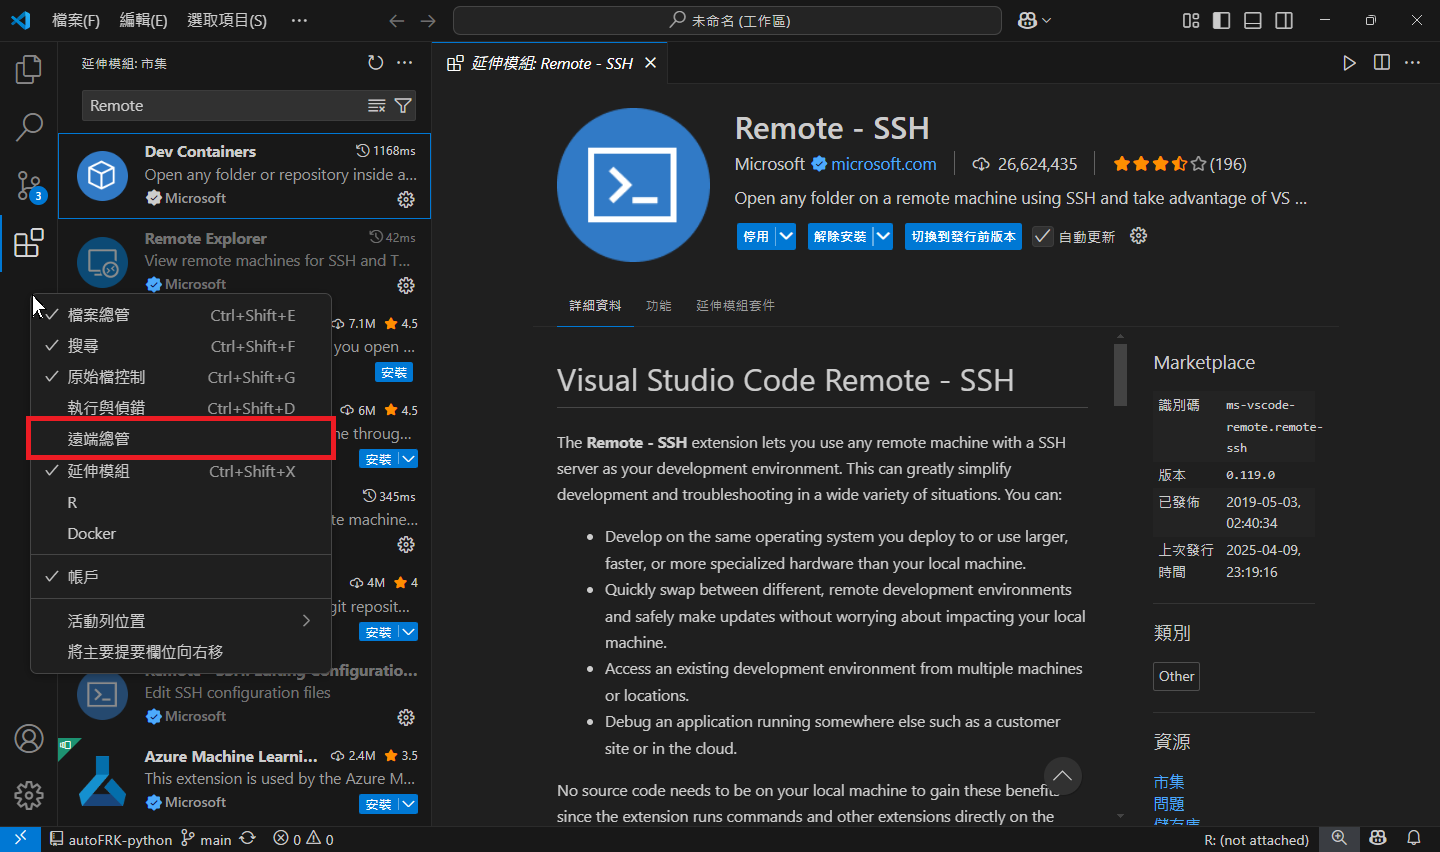 檔案(F) 編輯(E) 選取項目(S) ···
未命名 (工作區)
延伸模組: 市集
Remote
Dev Containers 1168ms
Open any folder or repository inside a...
Microsoft
Remote Explorer 42ms
View remote machines for SSH and T...
Microsoft
7.1M 4.5
you open ...
安裝
6M 4.5
throug...
安裝
345ms
machine...
4M 4
git reposit...
安裝
Edit SSH configuration files
Microsoft
Azure Machine Learni... 2.4M 3.5
This extension is used by the Azure M...
Microsoft
安裝
3
檔案總管 Ctrl+Shift+E
搜尋 Ctrl+Shift+F
原始檔控制 Ctrl+Shift+G
執行與偵錯 Ctrl+Shift+D
遠端總管
延伸模組 Ctrl+Shift+X
R
Docker
帳戶
活動列位置
將主要提要欄位向右移
延伸模組: Remote - SSH
Remote - SSH
Microsoft microsoft.com 26,624,435 (196)
Open any folder on a remote machine using SSH and take advantage of VS ...
停用 解除安裝 切換到發行前版本 自動更新
詳細資料 功能 延伸模組套件
Visual Studio Code Remote - SSH
The Remote - SSH extension lets you use any remote machine with a SSH
server as your development environment. This can greatly simplify
development and troubleshooting in a wide variety of situations. You can:
• Develop on the same operating system you deploy to or use larger,
faster, or more specialized hardware than your local machine.
• Quickly swap between different, remote development environments
and safely make updates without worrying about impacting your local
machine.
• Access an existing development environment from multiple machines
or locations.
• Debug an application running somewhere else such as a customer
site or in the cloud.
No source code needs to be on your local machine to gain these benefits
since the extension runs commands and other extensions directly on the
Marketplace
識別碼 ms-vscode-
remote.remote-
ssh
版本 0.119.0
已發佈 2019-05-03,
02:40:34
上次發行 2025-04-09,
時間 23:19:16
類別
Other
資源
市集
問題
儲存庫
autoFRK-python main 0 0
R: (not attached)